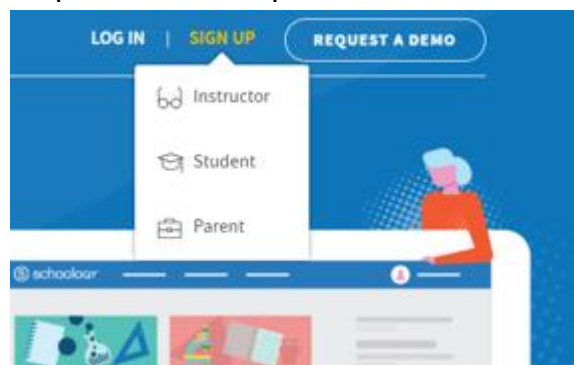 LOG IN | SIGN UP REQUEST A DEMO
Instructor
Student
Parent
schoology